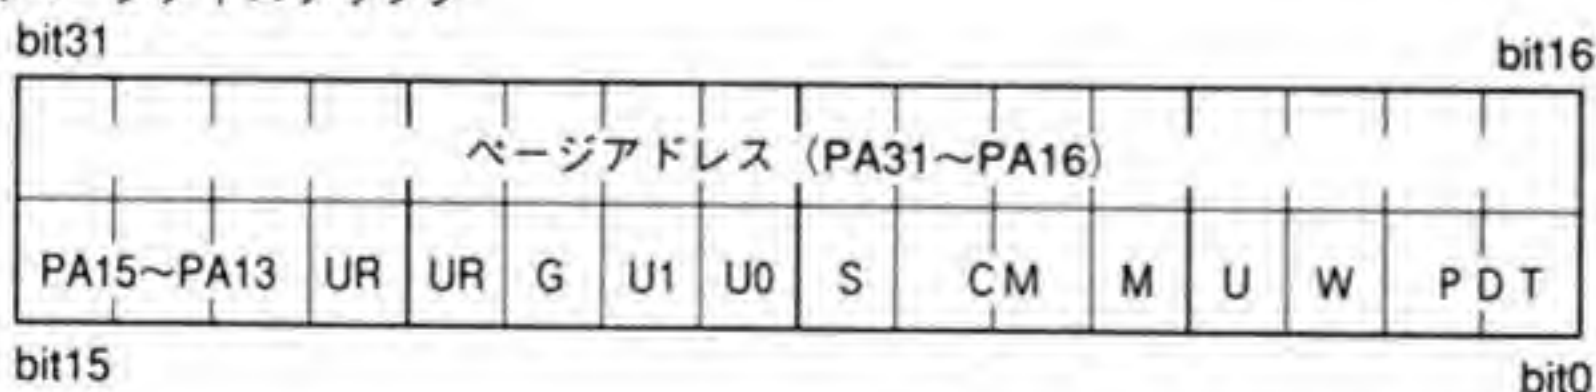 bit31 bit16
ページアドレス (PA31～PA16)
PA15～PA13 UR UR G U1 U0 S CM M U W PDT
bit15 bit0